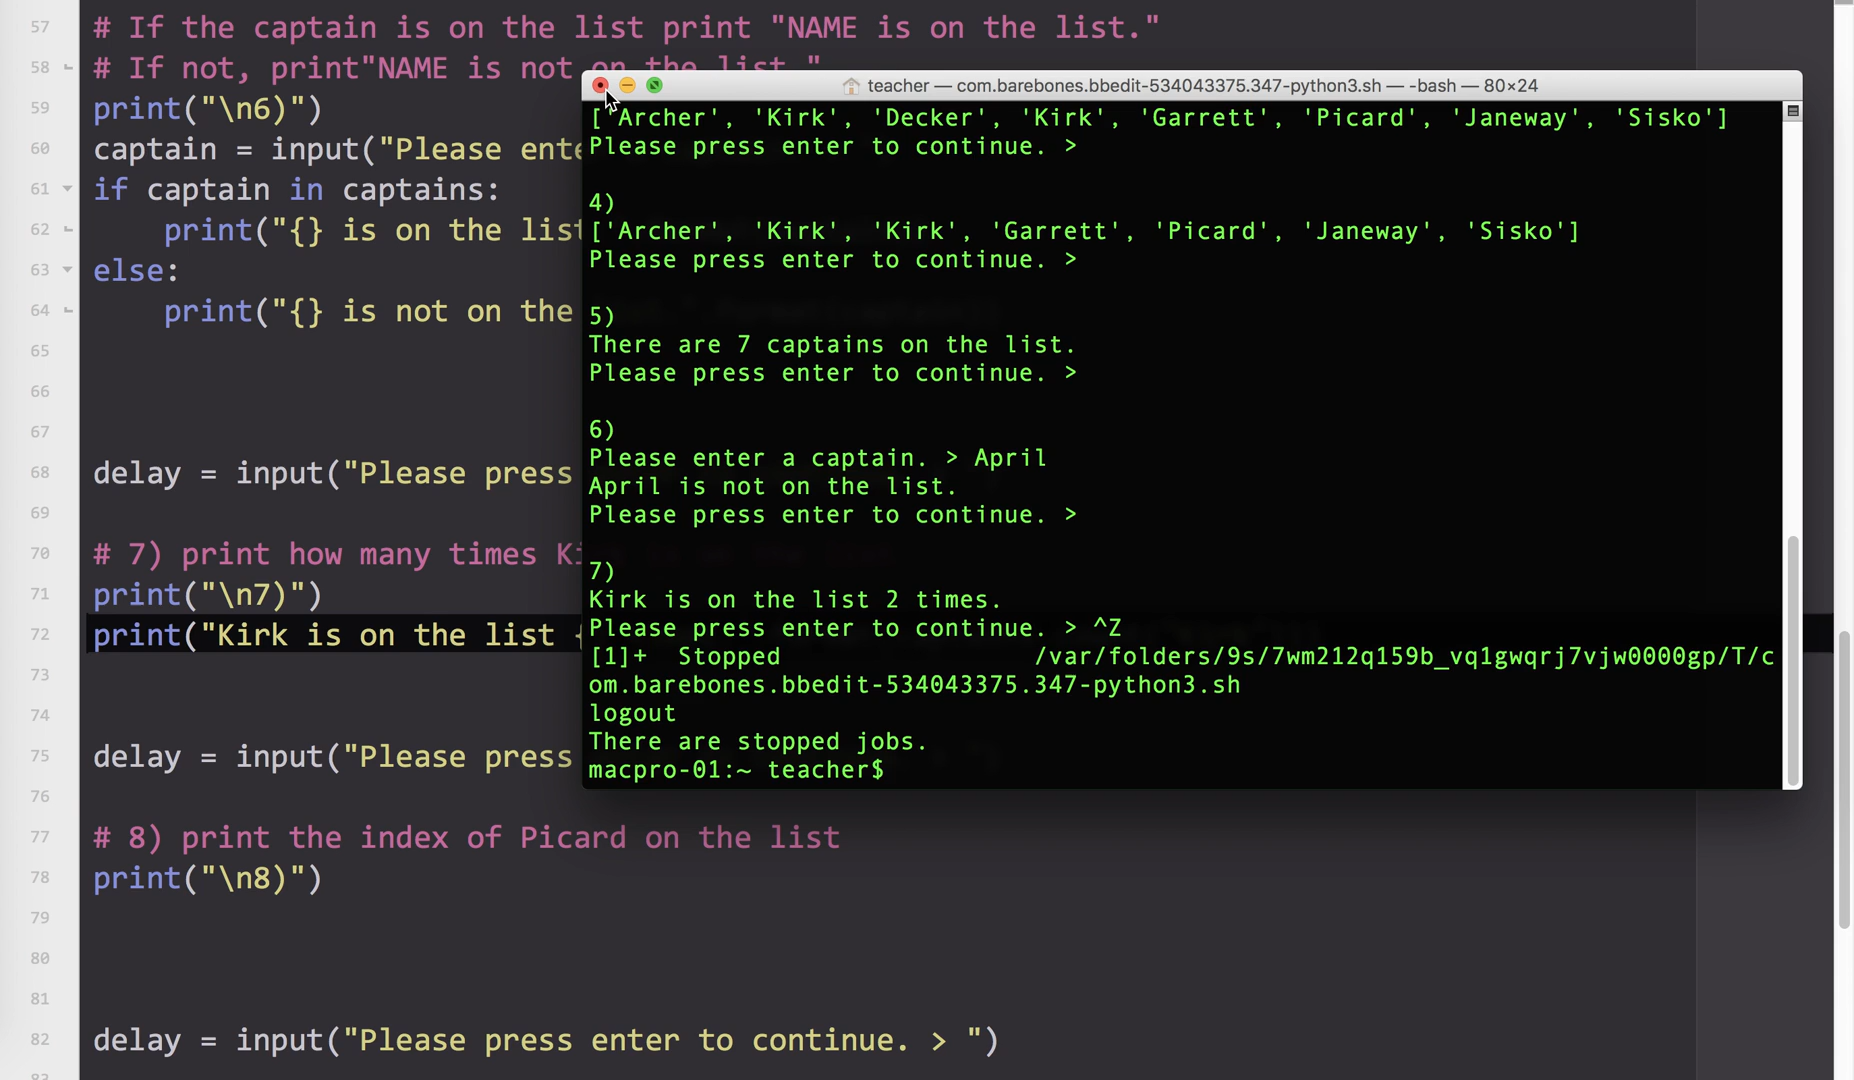 57 # If the captain is on the list print "NAME is on the list."
58 # If not, print"NAME is not on the list."
59 print("\n6)")
60 captain = input("Please ente
61 if captain in captains:
62 print("{} is on the list
63 else:
64 print("{} is not on the
65
66
67
68 delay = input("Please press
69
70 # 7) print how many times Ki
71 print("\n7)")
72 print("Kirk is on the list {
73
74
75 delay = input("Please press
76
77 # 8) print the index of Picard on the list
78 print("\n8)")
79
80
81
82 delay = input("Please press enter to continue. > ")
83
teacher — com.barebones.bbedit-534043375.347-python3.sh — -bash — 80×24
['Archer', 'Kirk', 'Decker', 'Kirk', 'Garrett', 'Picard', 'Janeway', 'Sisko']
Please press enter to continue. >
4)
['Archer', 'Kirk', 'Kirk', 'Garrett', 'Picard', 'Janeway', 'Sisko']
Please press enter to continue. >
5)
There are 7 captains on the list.
Please press enter to continue. >
6)
Please enter a captain. > April
April is not on the list.
Please press enter to continue. >
7)
Kirk is on the list 2 times.
Please press enter to continue. > ^Z
[1]+ Stopped /var/folders/9s/7wm212q159b_vq1gwqrj7vjw0000gp/T/c
om.barebones.bbedit-534043375.347-python3.sh
logout
There are stopped jobs.
macpro-01:~ teacher$